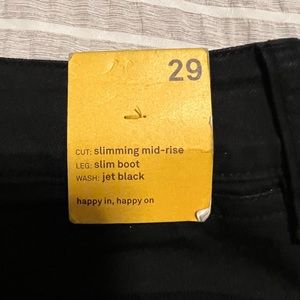 29
CUT: slimming mid-rise
LEG: slim boot
WASH: jet black
happy in, happy on